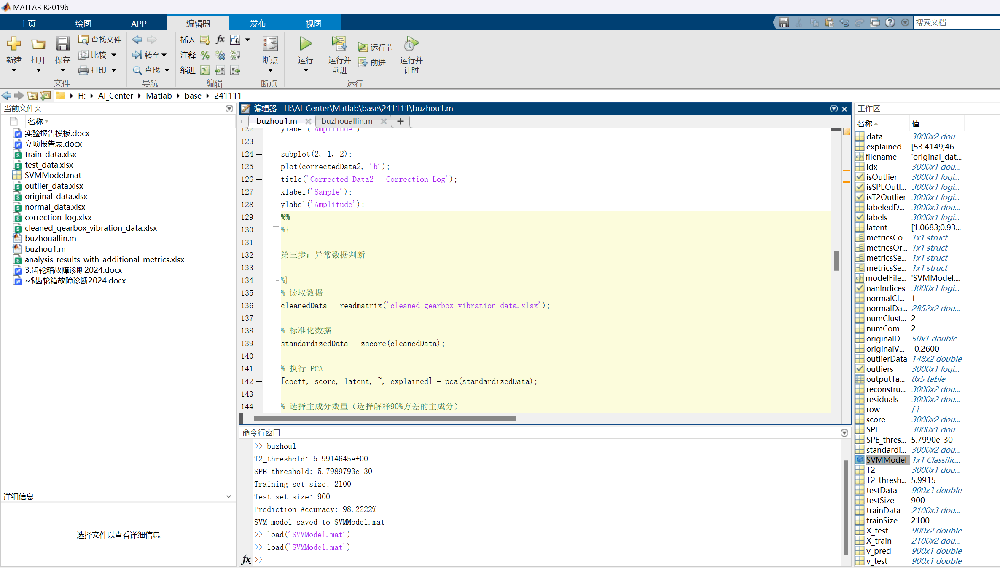 MATLAB R2019b
主页 绘图 APP 编辑器 发布 视图
搜索文档
新建 打开 保存 查找文件 比较 打印
文件
转至 查找
导航
插入 fx fi
注释
缩进
编辑
断点
断点
运行 运行并前进 运行节 前进 运行并计时
运行
H: AI_Center Matlab base 241111
当前文件夹
名称
实验报告模板.docx
立项报告表.docx
train_data.xlsx
test_data.xlsx
SVMModel.mat
outlier_data.xlsx
original_data.xlsx
normal_data.xlsx
correction_log.xlsx
cleaned_gearbox_vibration_data.xlsx
buzhouallin.m
buzhou1.m
analysis_results_with_additional_metrics.xlsx
3.齿轮箱故障诊断2024.docx
~$齿轮箱故障诊断2024.docx
详细信息
选择文件以查看详细信息
编辑器 - H:\AI_Center\Matlab\base\241111\buzhou1.m
buzhou1.m buzhouallin.m +
122 ylabel('Amplitude');
123
124 subplot(2, 1, 2);
125 plot(correctedData2, 'b');
126 title('Corrected Data2 - Correction Log');
127 xlabel('Sample');
128 ylabel('Amplitude');
129 %%
130 %{
131
132 第三步：异常数据判断
133
134 %}
135 % 读取数据
136 cleanedData = readmatrix('cleaned_gearbox_vibration_data.xlsx');
137
138 % 标准化数据
139 standardizedData = zscore(cleanedData);
140
141 % 执行 PCA
142 [coeff, score, latent, ~, explained] = pca(standardizedData);
143
144 % 选择主成分数量（选择解释90%方差的主成分）
命令行窗口
>> buzhou1
T2_threshold: 5.9914645e+00
SPE_threshold: 5.7989793e-30
Training set size: 2100
Test set size: 900
Prediction Accuracy: 98.2222%
SVM model saved to SVMModel.mat
>> load('SVMModel.mat')
>> load('SVMModel.mat')
fx >>
工作区
名称 值
data 3000x2 dou...
explained [53.4149;46....
filename 'original_dat...
idx 3000x1 dou...
isOutlier 3000x1 logi...
isSPEOutl... 3000x1 logi...
isT2Outlier 3000x1 logi...
labeledD... 3000x3 dou...
labels 3000x1 logi...
latent [1.0683;0.93...
metricsCo... 1x1 struct
metricsOr... 1x1 struct
metricsSe... 1x1 struct
metricsSe... 1x1 struct
modelFile... 'SVMModel....
nanIndices 3000x1 logi...
normalCl... 1
normalDa... 2852x2 dou...
numClust... 2
numCom... 2
originalD... 50x1 double
originalV... -0.2600
outlierData 148x2 double
outliers 3000x1 logi...
outputTa... 8x5 table
reconstru... 3000x2 dou...
residuals 3000x2 dou...
row []
score 3000x2 dou...
SPE 3000x1 dou...
SPE_thres... 5.7990e-30
standardi... 3000x2 dou...
SVMModel 1x1 Classific...
T2 3000x1 dou...
T2_thresh... 5.9915
testData 900x3 double
testSize 900
trainData 2100x3 dou...
trainSize 2100
X_test 900x2 double
X_train 2100x2 dou...
y_pred 900x1 double
y_test 900x1 double